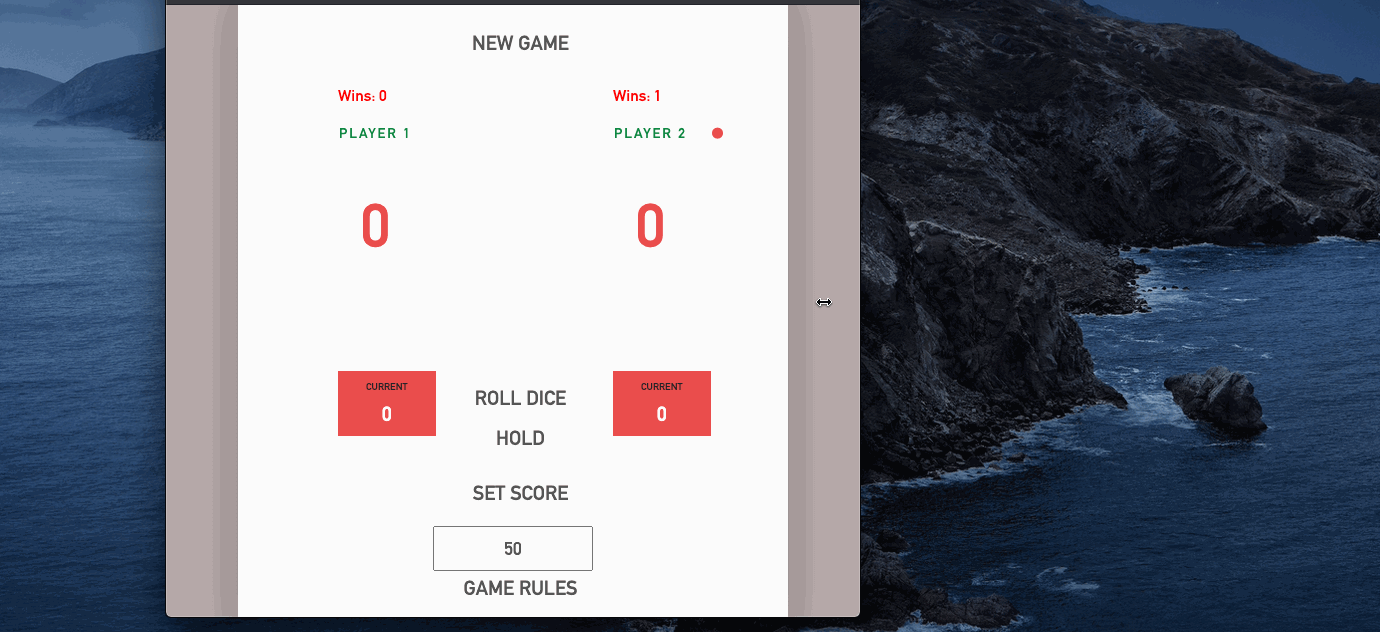 NEW GAME
Wins: 0
Wins: 1
PLAYER 1
PLAYER 2
0
0
CURRENT
0
ROLL DICE
CURRENT
0
HOLD
SET SCORE
50
GAME RULES